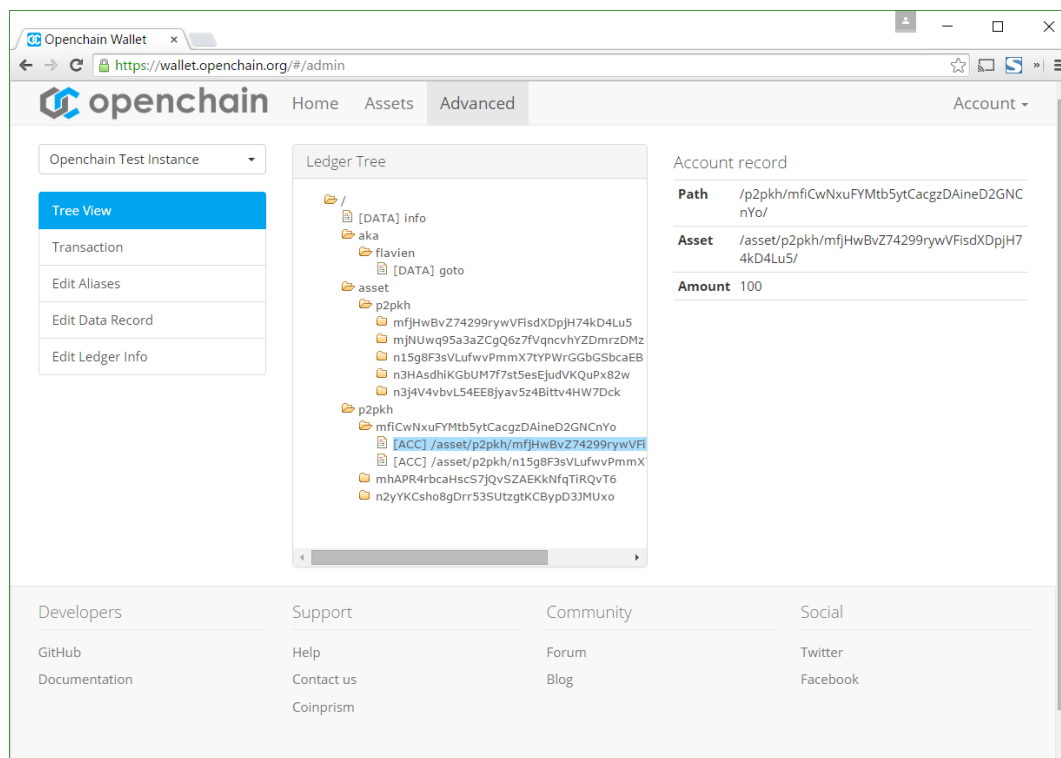 Openchain Wallet
https://wallet.openchain.org/#/admin
openchain
Home
Assets
Advanced
Account
Openchain Test Instance
Tree View
Transaction
Edit Aliases
Edit Data Record
Edit Ledger Info
Ledger Tree
/
[DATA] info
aka
flavien
[DATA] goto
asset
p2pkh
mfjHwBvZ74299rywVFisdXDpjH74kD4Lu5
mjNUwq95a3aZCgQ6z7fVqncvhYZDmrzDMz
n15g8F3sVLufwvPmmX7tYPWrGGbGSbcaEB
n3HAsdhiKGbUM7f7st5esEjudVKQuPx82w
n3j4V4vbvL54EE8jyav5z4Bittv4HW7Dck
p2pkh
mfiCwNxuFYMtb5ytCacgzDAineD2GNCnYo
[ACC] /asset/p2pkh/mfjHwBvZ74299rywVFi
[ACC] /asset/p2pkh/n15g8F3sVLufwvPmmX
mhAPR4rbcaHscS7jQvSZAEKkNfqTiRQvT6
n2yYKCsho8gDrr53SUtzgtKCBypD3JMUxo
Account record
Path /p2pkh/mfiCwNxuFYMtb5ytCacgzDAineD2GNC
nYo/
Asset /asset/p2pkh/mfjHwBvZ74299rywVFisdXDpjH7
4kD4Lu5/
Amount 100
Developers
GitHub
Documentation
Support
Help
Contact us
Coinprism
Community
Forum
Blog
Social
Twitter
Facebook